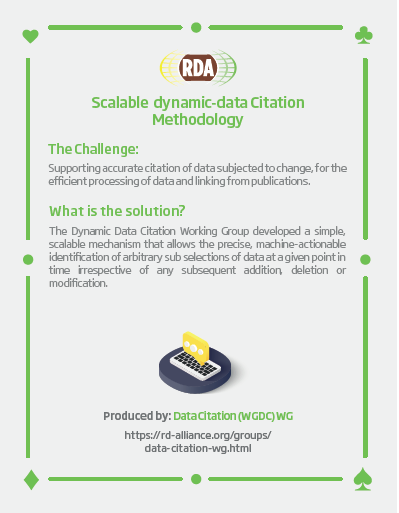 RDA
Scalable dynamic-data Citation
Methodology
The Challenge:
Supporting accurate citation of data subjected to change, for the
efficient processing of data and linking from publications.
What is the solution?
The Dynamic Data Citation Working Group developed a simple,
scalable mechanism that allows the precise, machine-actionable
identification of arbitrary sub selections of data at a given point in
time irrespective of any subsequent addition, deletion or
modification.
Produced by: Data Citation (WGDC) WG
https://rd-alliance.org/groups/
data-citation-wg.html